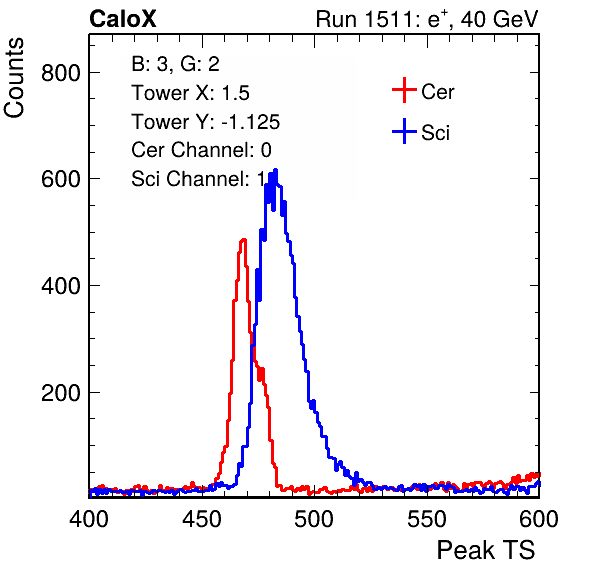 CaloX Run 1511: e⁺, 40 GeV
Counts
B: 3, G: 2
Tower X: 1.5
Tower Y: -1.125
Cer Channel: 0
Sci Channel: 1
Cer
Sci
800
600
400
200
400 450 500 550 600
Peak TS